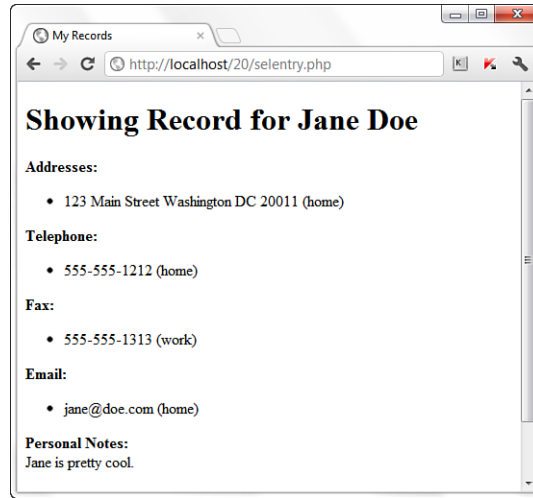 My Records
http://localhost/20/selentry.php
Showing Record for Jane Doe
Addresses:
• 123 Main Street Washington DC 20011 (home)
Telephone:
• 555-555-1212 (home)
Fax:
• 555-555-1313 (work)
Email:
• jane@doe.com (home)
Personal Notes:
Jane is pretty cool.